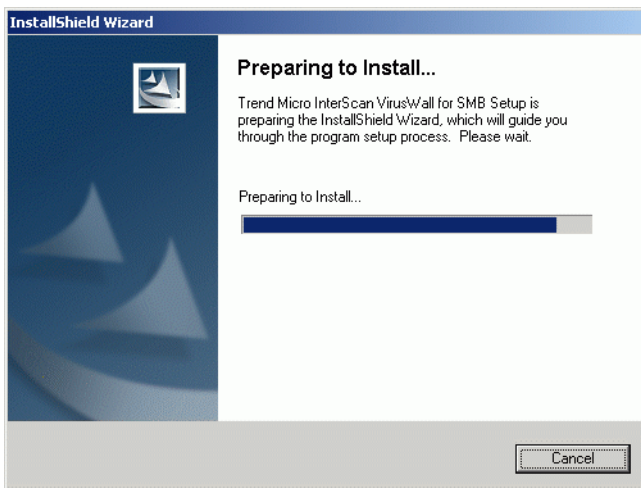 InstallShield Wizard
Preparing to Install...
Trend Micro InterScan VirusWall for SMB Setup is
preparing the InstallShield Wizard, which will guide you
through the program setup process. Please wait.
Preparing to Install...
Cancel